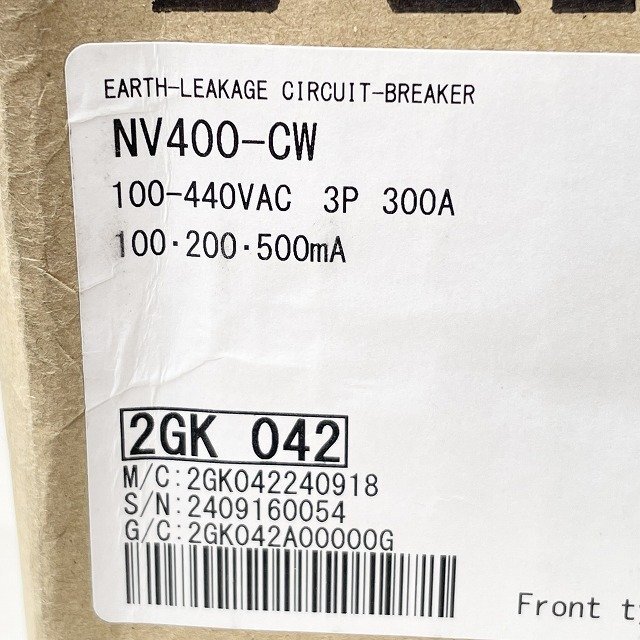 EARTH-LEAKAGE CIRCUIT-BREAKER
NV400-CW
100-440VAC 3P 300A
100·200·500mA
2GK 042
M/C:2GK042240918
S/N:2409160054
G/C:2GK042A00000G
Front